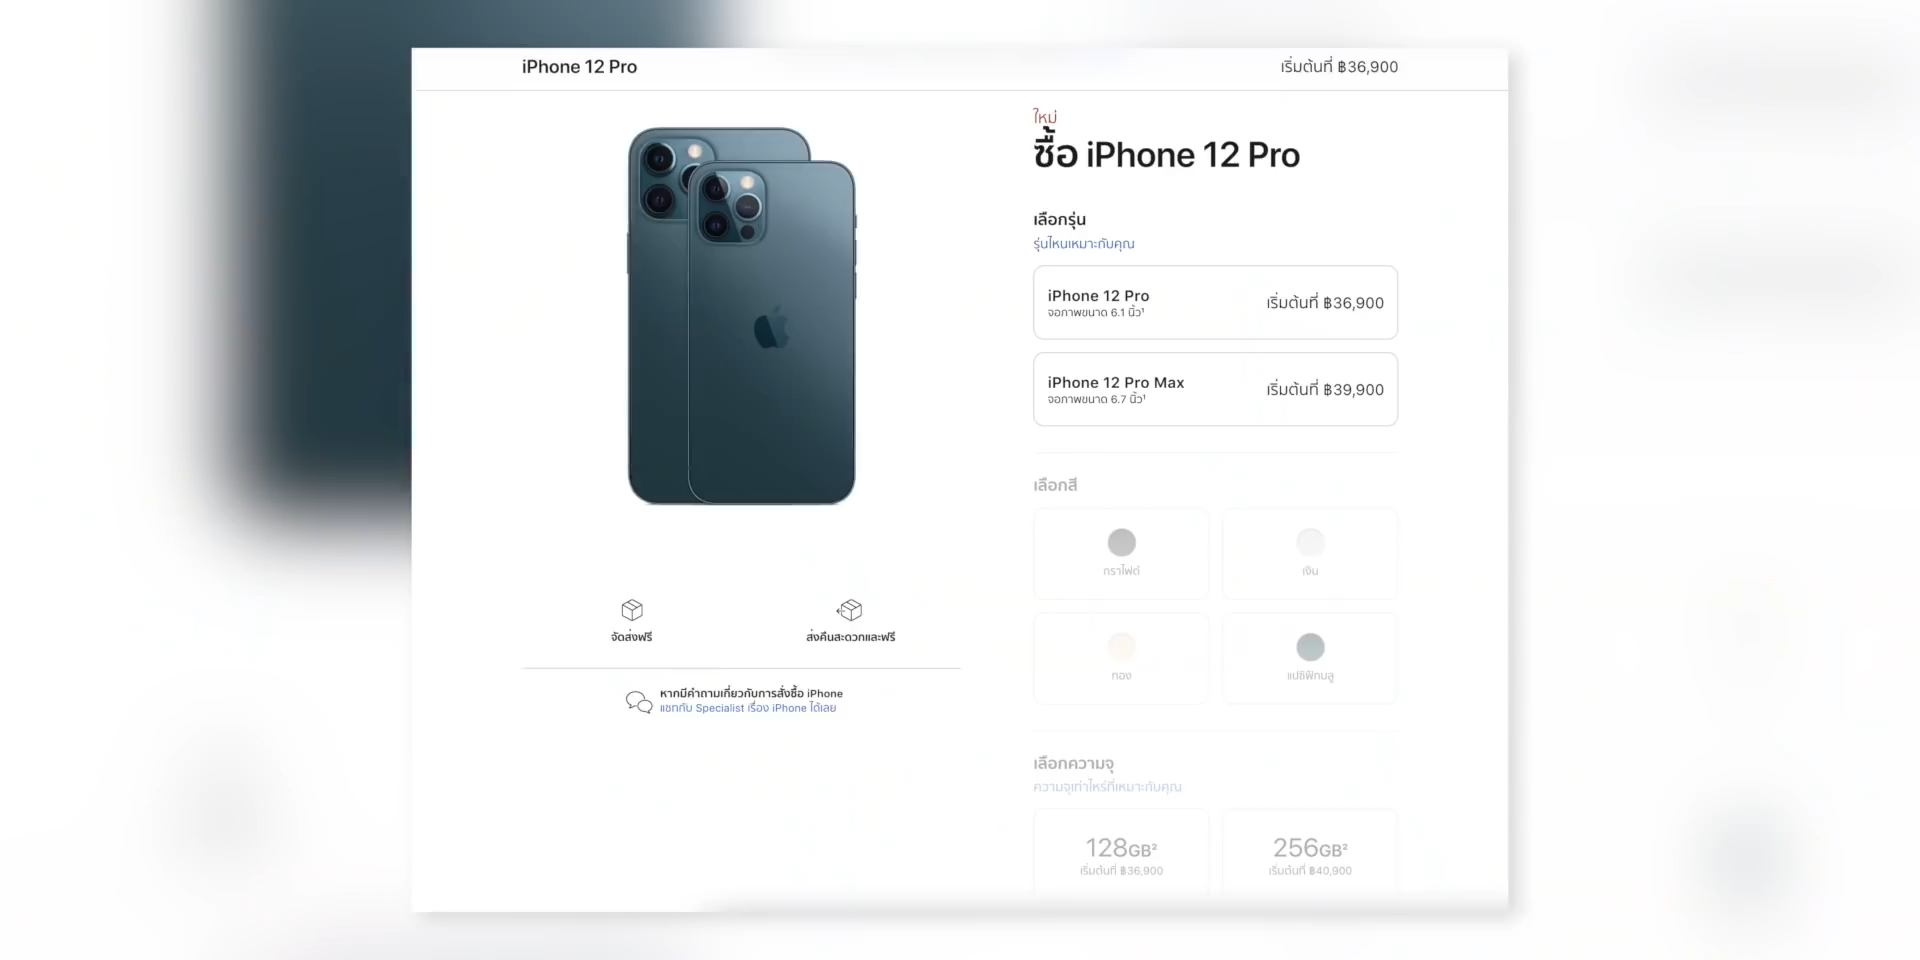 iPhone 12 Pro
เริ่มต้นที่ ฿36,900
ใหม่
ซื้อ iPhone 12 Pro
เลือกรุ่น
รุ่นไหนเหมาะกับคุณ
iPhone 12 Pro
จอภาพขนาด 6.1 นิ้ว¹
เริ่มต้นที่ ฿36,900
iPhone 12 Pro Max
จอภาพขนาด 6.7 นิ้ว¹
เริ่มต้นที่ ฿39,900
เลือกสี
กราไฟต์
เงิน
ทอง
แปซิฟิกบลู
จัดส่งฟรี
ส่งคืนสะดวกและฟรี
หากมีคำถามเกี่ยวกับการสั่งซื้อ iPhone
แชทกับ Specialist เรื่อง iPhone ได้เลย
เลือกความจุ
ความจุเท่าไหร่ที่เหมาะกับคุณ
128GB²
เริ่มต้นที่ ฿36,900
256GB²
เริ่มต้นที่ ฿40,900